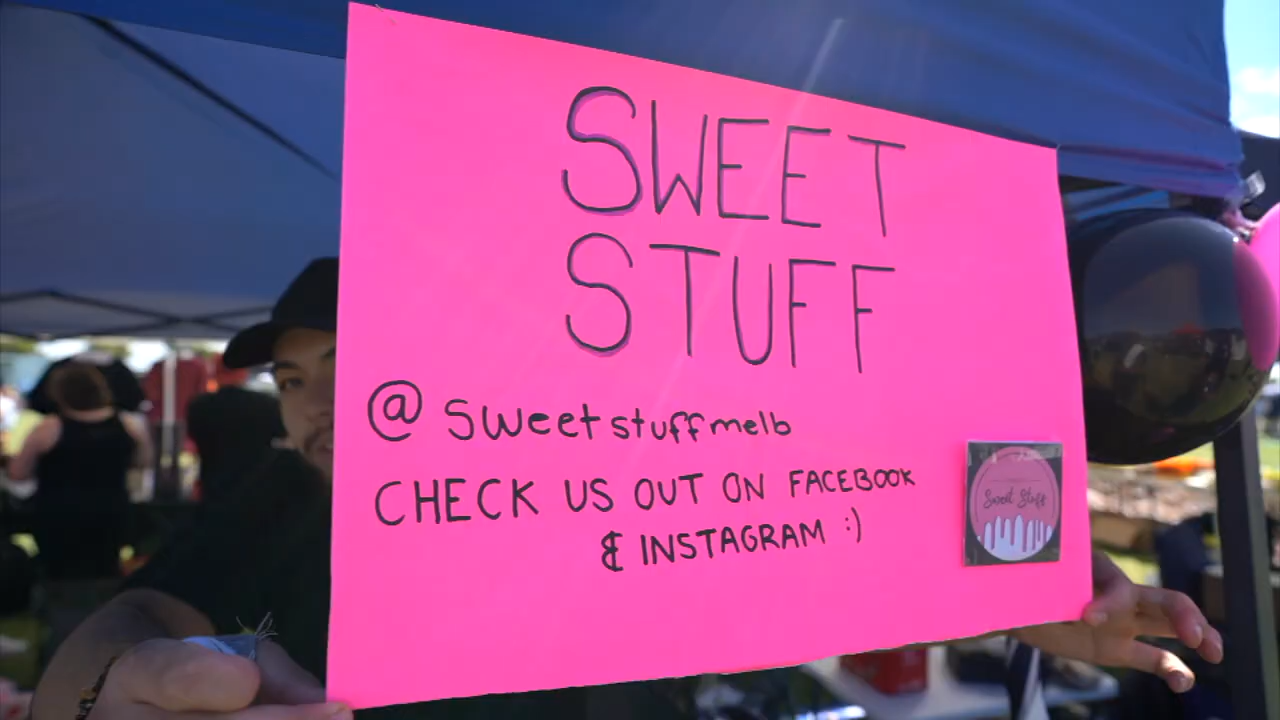 SWEET
STUFF
@sweetstuffmelb
CHECK US OUT ON FACEBOOK
& INSTAGRAM :)
Sweet Stuff